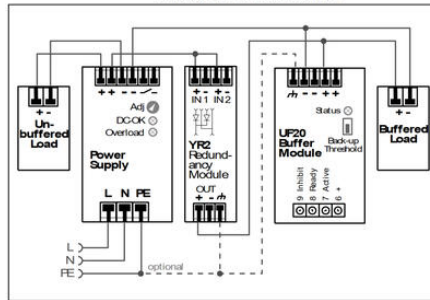 + + - - -
+ - + -
IN 1 IN 2
- - + +
+ -
Un-
buffered
Load
Adj
DC-OK
Overload
Power
Supply
L N PE
YR2
Redund-
ancy
Module
OUT
+ -
Status
UF20
Buffer
Module
Back-up
Threshold
9 Inhibit
8 Ready
7 Active
6 +
+ -
Buffered
Load
L
N
PE
optional